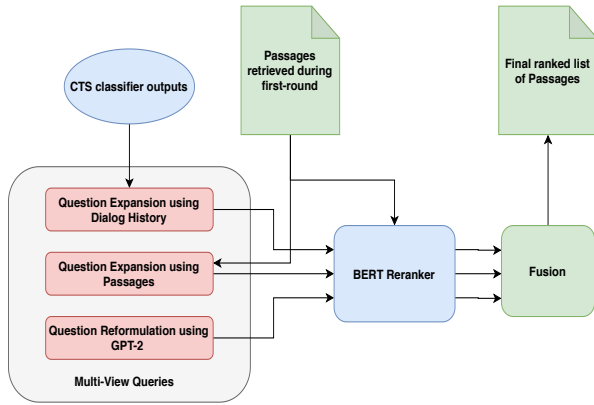 CTS classifier outputs
Passages
retrieved during
first-round
Final ranked list
of Passages
Question Expansion using
Dialog History
Question Expansion using
Passages
Question Reformulation using
GPT-2
Multi-View Queries
BERT Reranker
Fusion